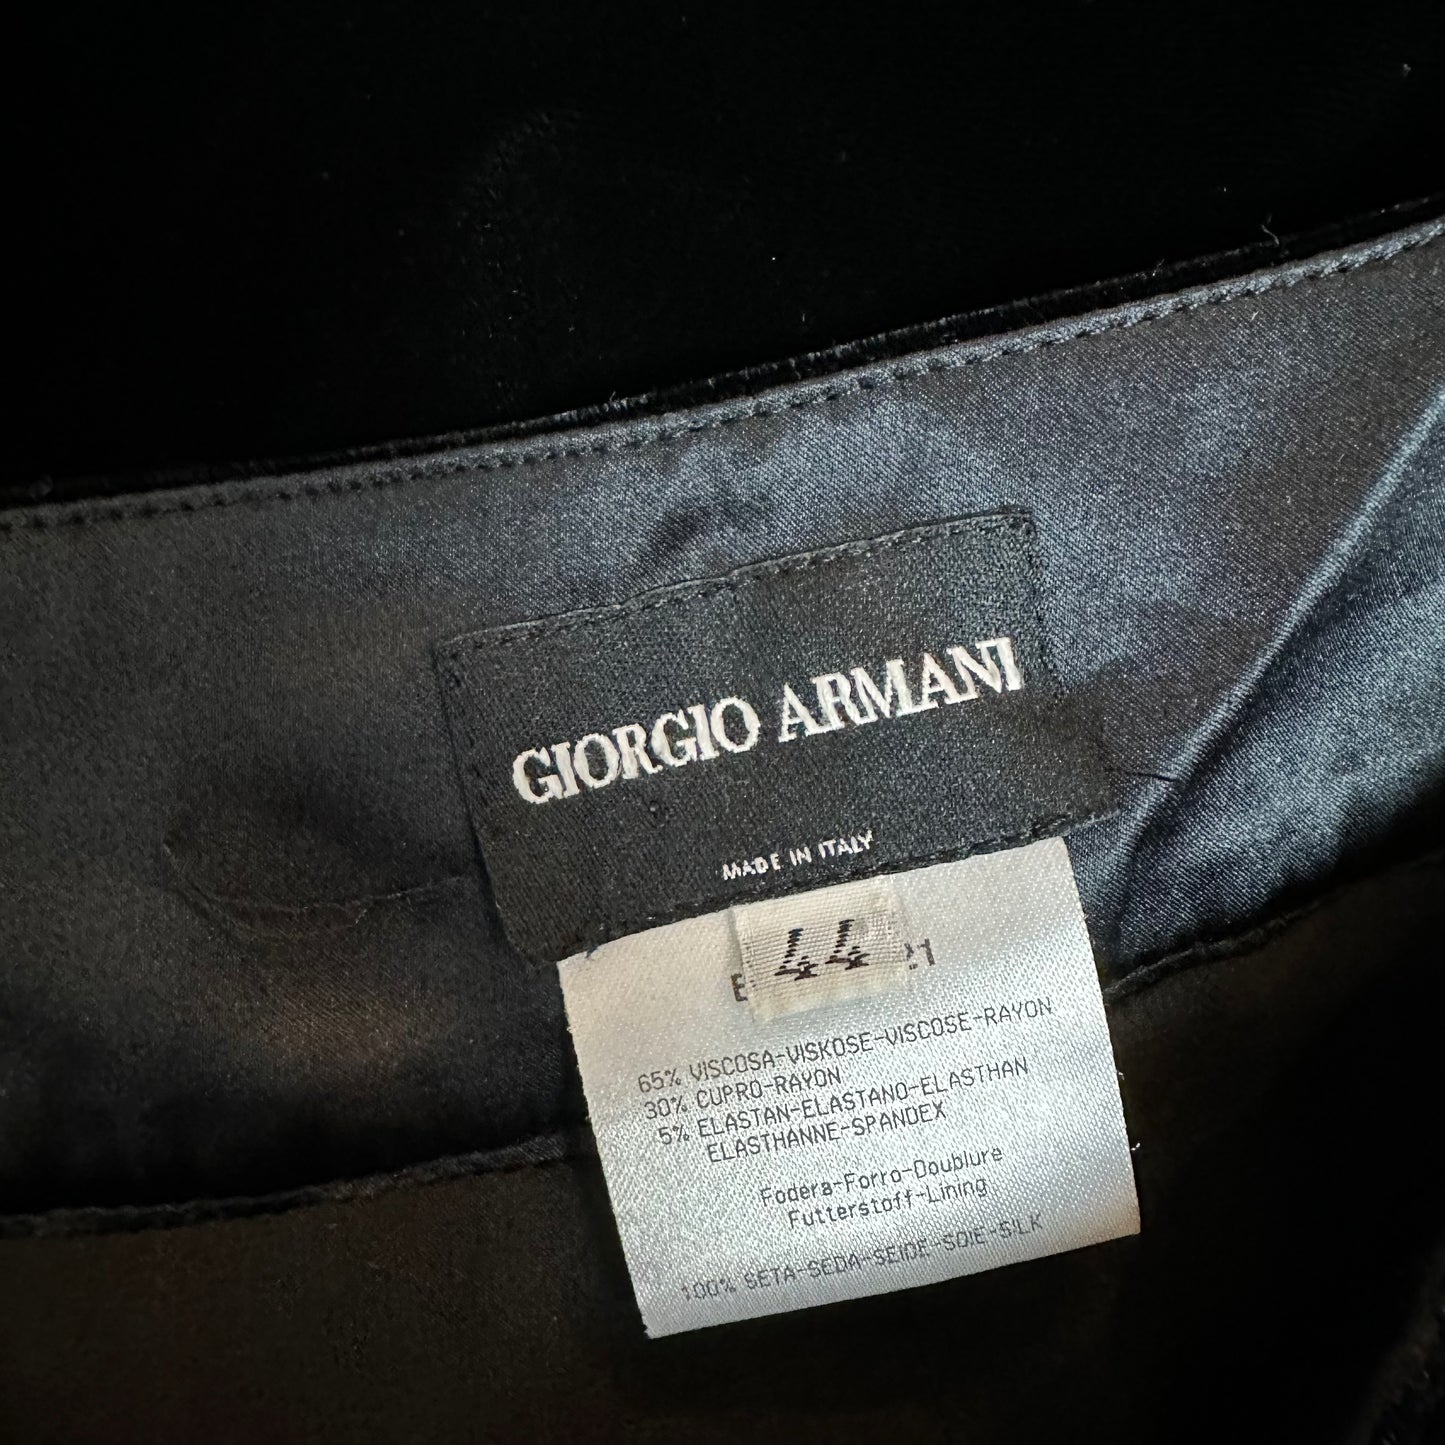 GIORGIO ARMANI
MADE IN ITALY
44
65% VISCOSA-VISKOSE-VISCOSE-RAYON
30% CUPRO-RAYON
5% ELASTAN-ELASTANO-ELASTHAN
ELASTHANNE-SPANDEX
Fodera-Forro-Doublure
Futterstoff-Lining
100% SETA-SEDA-SEIDE-SOIE-SILK